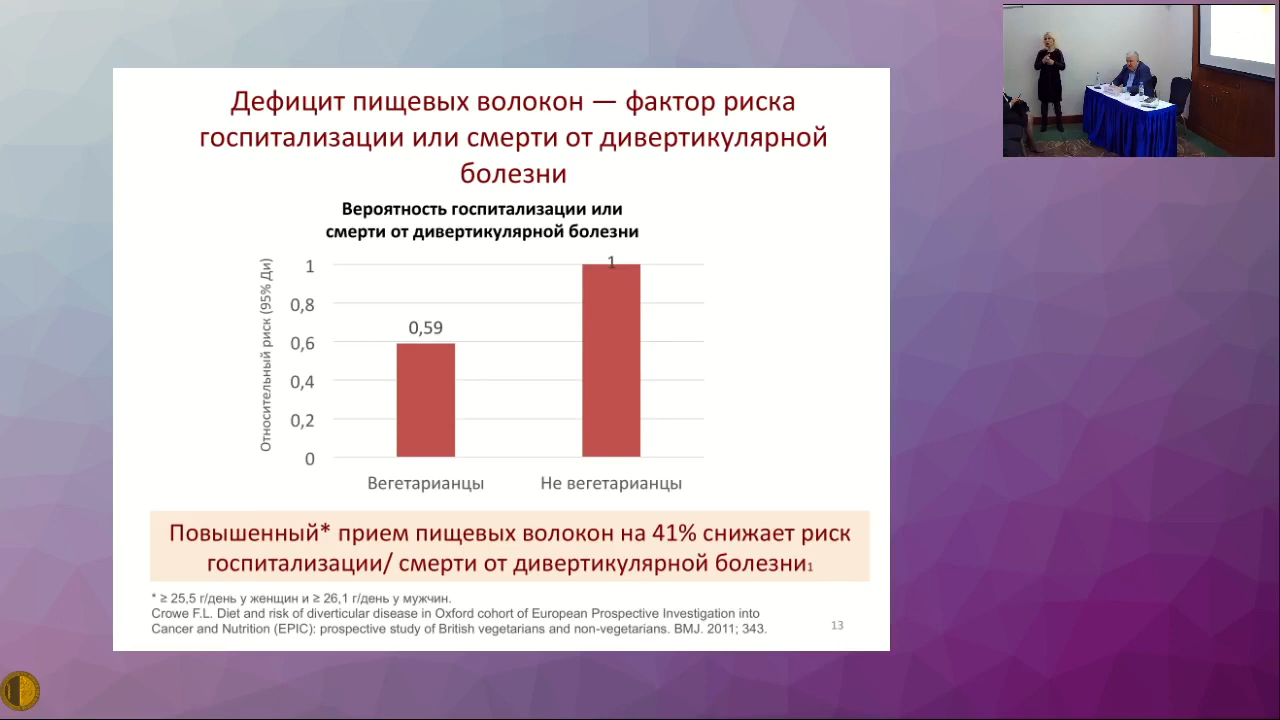 Дефицит пищевых волокон — фактор риска
госпитализации или смерти от дивертикулярной
болезни
Вероятность госпитализации или
смерти от дивертикулярной болезни
Относительный риск (95% Ди)
1
0,8
0,6
0,4
0,2
0
0,59
1
Вегетарианцы
Не вегетарианцы
Повышенный* прием пищевых волокон на 41% снижает риск
госпитализации/ смерти от дивертикулярной болезни1
* ≥ 25,5 г/день у женщин и ≥ 26,1 г/день у мужчин.
Crowe F.L. Diet and risk of diverticular disease in Oxford cohort of European Prospective Investigation into
Cancer and Nutrition (EPIC): prospective study of British vegetarians and non-vegetarians. BMJ. 2011; 343.
13